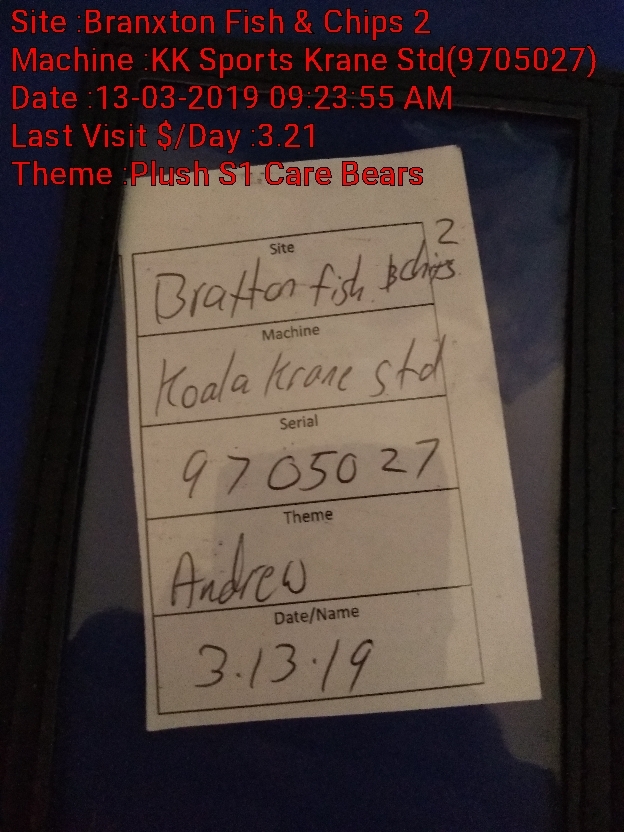 Site :Branxton Fish & Chips 2
Machine :KK Sports Krane Std(9705027)
Date :13-03-2019 09:23:55 AM
Last Visit $/Day :3.21
Theme :Plush S1 Care Bears
Site
2
Bratton fish & chips
Machine
Koala Krane Std
Serial
9705027
Theme
Andrew
Date/Name
3.13.19